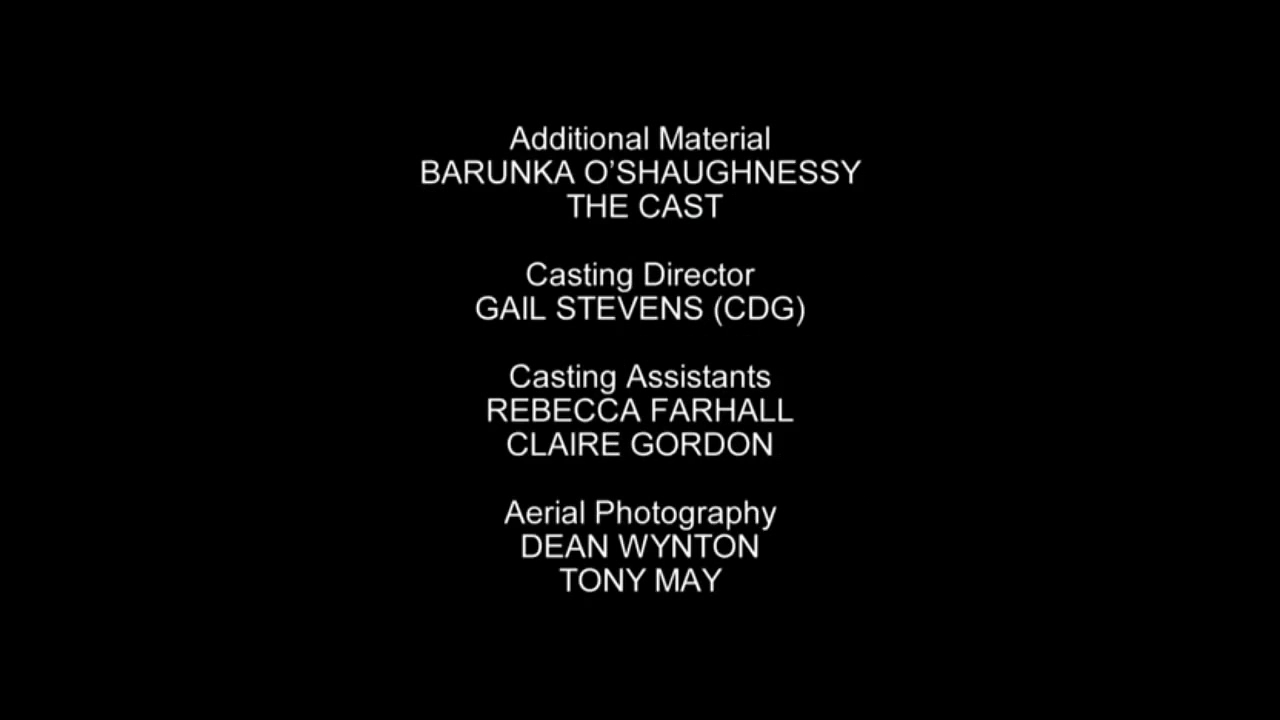 Additional Material
BARUNKA O’SHAUGHNESSY
THE CAST
Casting Director
GAIL STEVENS (CDG)
Casting Assistants
REBECCA FARHALL
CLAIRE GORDON
Aerial Photography
DEAN WYNTON
TONY MAY